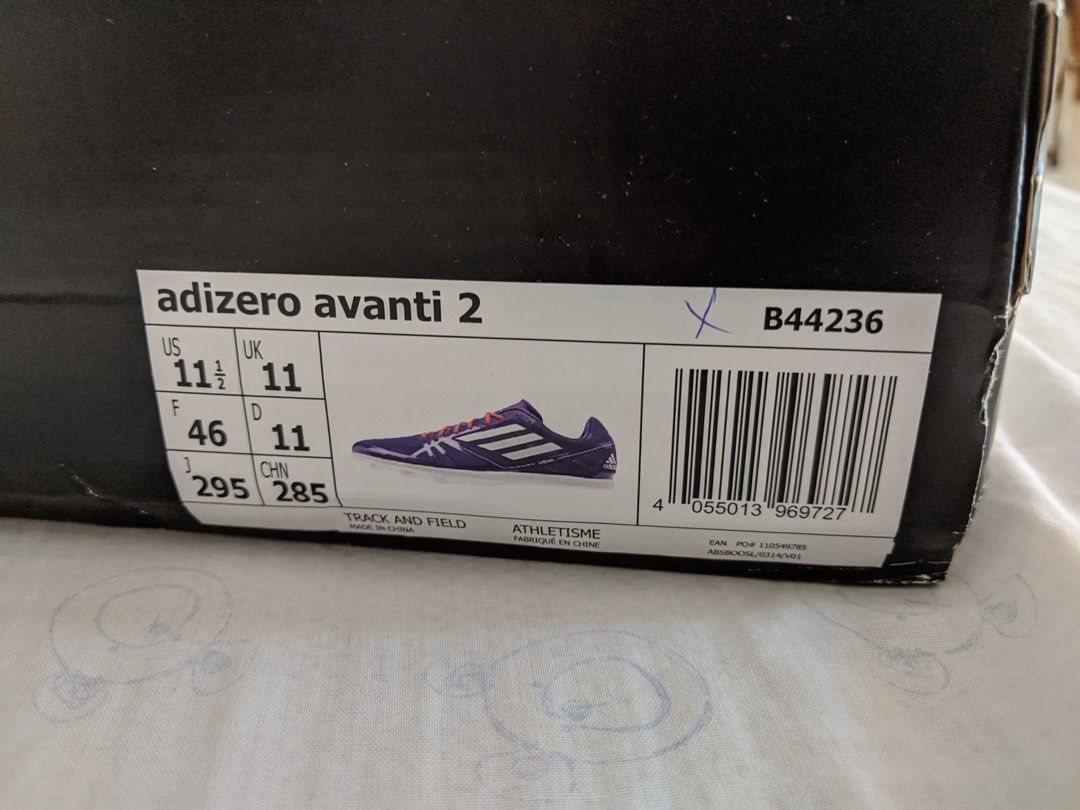 adizero avanti 2
B44236
US
11 1/2
UK
11
F
46
D
11
J
295
CHN
285
adidas
4 055013 969727
TRACK AND FIELD
MADE IN CHINA
ATHLETISME
FABRIQUÉ EN CHINE
EAN PO# 110549785
ABSBOOSL/0314/V01